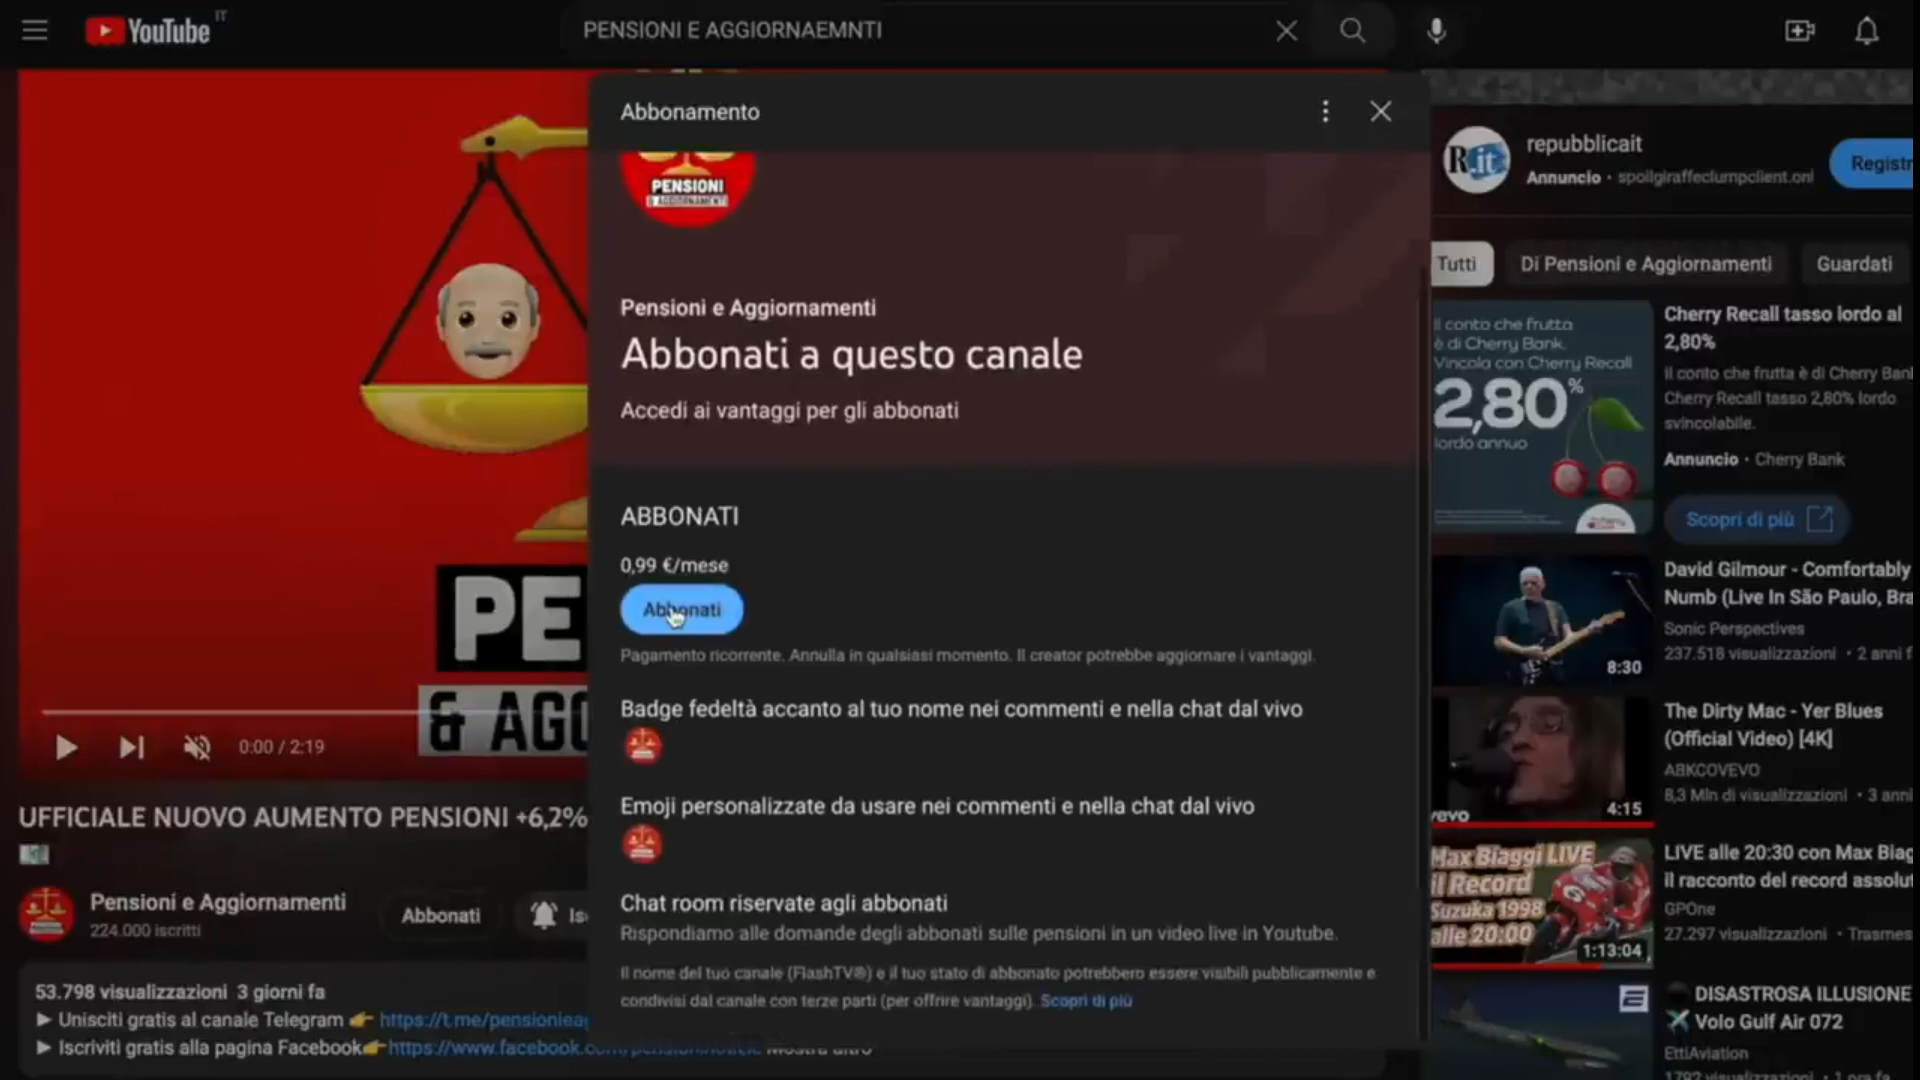 YouTube IT
PENSIONI E AGGIORNAEMNTI
Abbonamento
PENSIONI
& AGGIORNAMENTI
Pensioni e Aggiornamenti
Abbonati a questo canale
Accedi ai vantaggi per gli abbonati
ABBONATI
0,99 €/mese
Abbonati
Pagamento ricorrente. Annulla in qualsiasi momento. Il creator potrebbe aggiornare i vantaggi.
Badge fedeltà accanto al tuo nome nei commenti e nella chat dal vivo
Emoji personalizzate da usare nei commenti e nella chat dal vivo
Chat room riservate agli abbonati
Rispondiamo alle domande degli abbonati sulle pensioni in un video live in Youtube.
Il nome del tuo canale (FlashTV®) e il tuo stato di abbonato potrebbero essere visibili pubblicamente e
condivisi dal canale con terze parti (per offrire vantaggi). Scopri di più
PE
& AGO
0:00 / 2:19
UFFICIALE NUOVO AUMENTO PENSIONI +6,2%
Pensioni e Aggiornamenti
224.000 iscritti
Abbonati
Is
53.798 visualizzazioni 3 giorni fa
► Unisciti gratis al canale Telegram 👉 https://t.me/pensioniea
► Iscriviti gratis alla pagina Facebook👉https://www.facebook.com/
R.it
repubblicait
Annuncio • spoilgiraffeclumpclient.onl
Registr
Tutti
Di Pensioni e Aggiornamenti
Guardati
Il conto che frutta
è di Cherry Bank.
Vincola con Cherry Recall
2,80%
lordo annuo
Cherry Recall tasso lordo al
2,80%
Il conto che frutta è di Cherry Bank
Cherry Recall tasso 2,80% lordo
svincolabile.
Annuncio • Cherry Bank
Scopri di più
8:30
David Gilmour - Comfortably
Numb (Live In São Paulo, Bra
Sonic Perspectives
237.518 visualizzazioni • 2 anni f
vevo
4:15
The Dirty Mac - Yer Blues
(Official Video) [4K]
ABKCOVEVO
8,3 Mln di visualizzazioni • 3 anni
Max Biaggi LIVE
il Record
Suzuka 1998
alle 20:00
1:13:04
LIVE alle 20:30 con Max Biag
il racconto del record assolut
GPOne
27.297 visualizzazioni • Trasmes
DISASTROSA ILLUSIONE
✈️ Volo Gulf Air 072
EttiAviation
1792 visualizzazioni • 1 ora fa